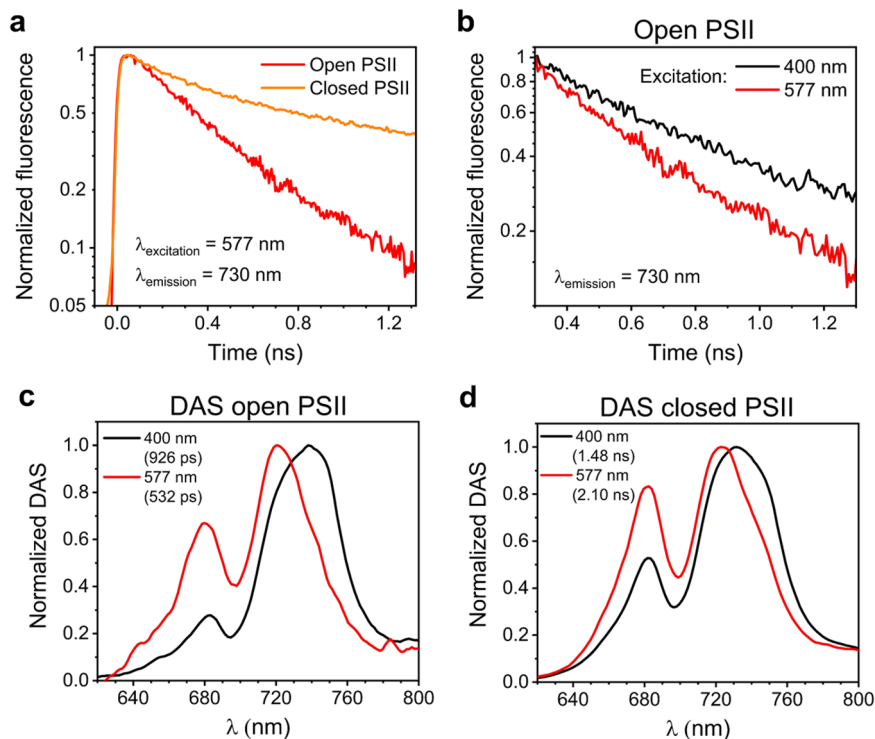 a
1
0.5
0.2
0.1
0.05
Normalized fluorescence
Open PSII
Closed PSII
λexcitation = 577 nm
λemission = 730 nm
0.0 0.4 0.8 1.2
Time (ns)
b
Open PSII
1
0.8
0.6
0.4
0.2
Normalized fluorescence
Excitation:
400 nm
577 nm
λemission = 730 nm
0.4 0.6 0.8 1.0 1.2
Time (ns)
c
DAS open PSII
1.0
0.8
0.6
0.4
0.2
0.0
Normalized DAS
400 nm
(926 ps)
577 nm
(532 ps)
640 680 720 760 800
λ (nm)
d
DAS closed PSII
1.0
0.8
0.6
0.4
0.2
0.0
Normalized DAS
400 nm
(1.48 ns)
577 nm
(2.10 ns)
640 680 720 760 800
λ (nm)